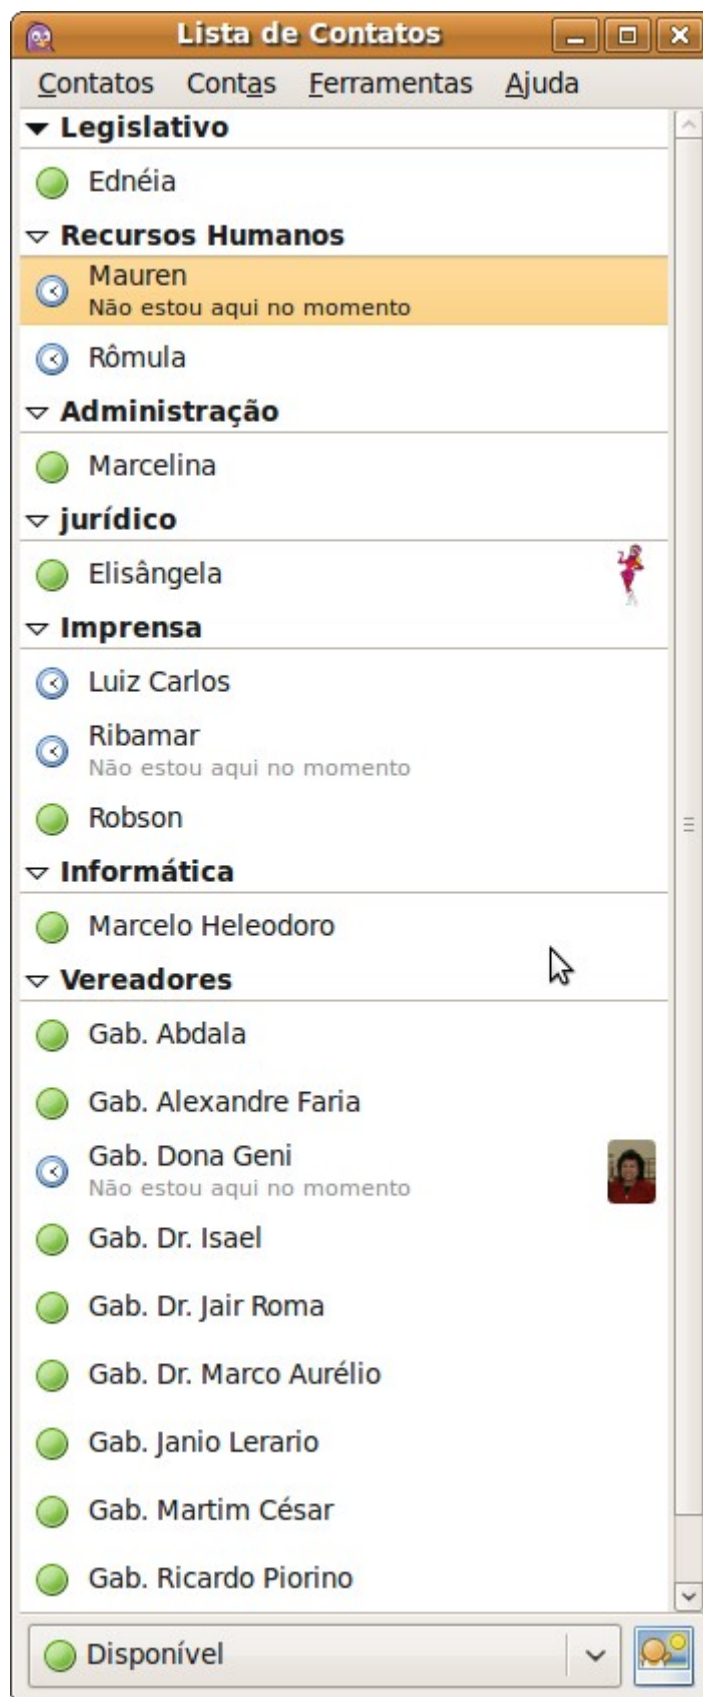 Lista de Contatos
Contatos Contas Ferramentas Ajuda
Legislativo
Ednéia
Recursos Humanos
Mauren
Não estou aqui no momento
Rômula
Administração
Marcelina
jurídico
Elisângela
Imprensa
Luiz Carlos
Ribamar
Não estou aqui no momento
Robson
Informática
Marcelo Heleodoro
Vereadores
Gab. Abdala
Gab. Alexandre Faria
Gab. Dona Geni
Não estou aqui no momento
Gab. Dr. Isael
Gab. Dr. Jair Roma
Gab. Dr. Marco Aurélio
Gab. Janio Lerario
Gab. Martim César
Gab. Ricardo Piorino
Disponível